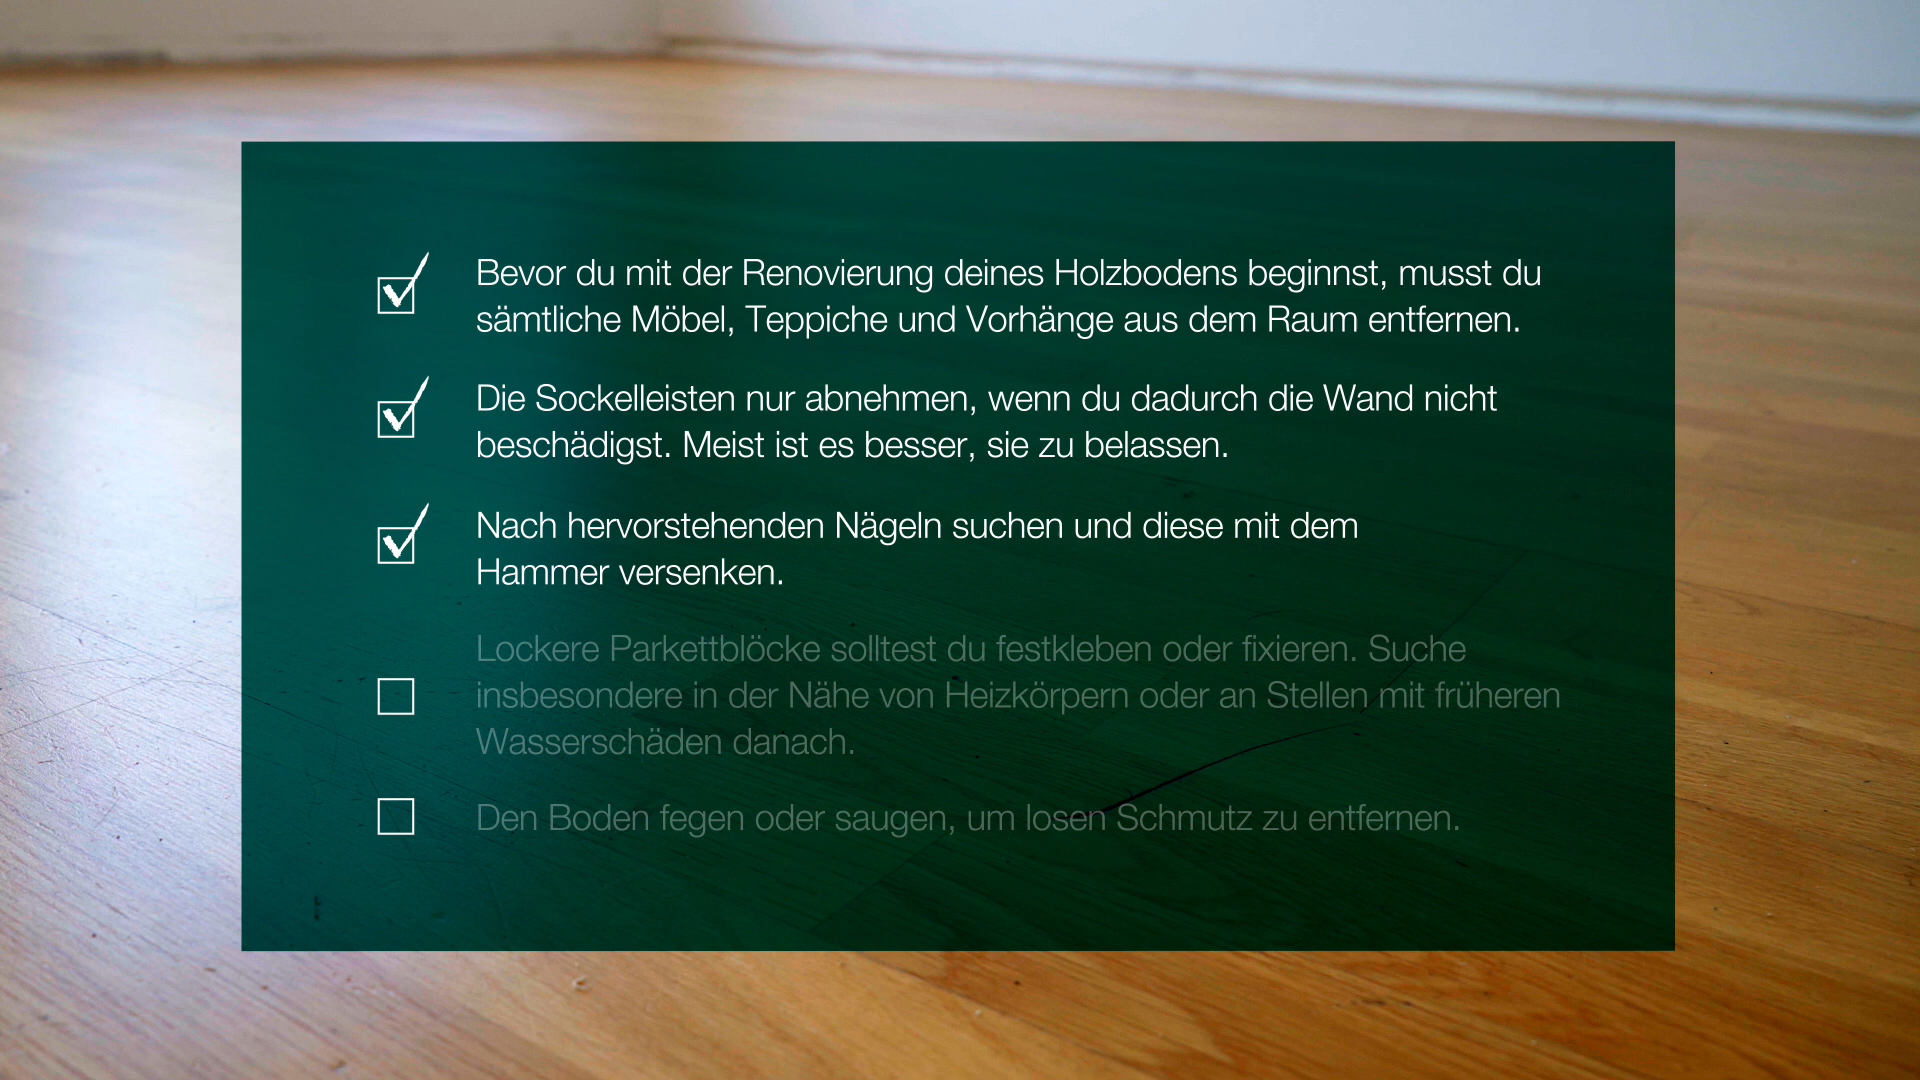 Bevor du mit der Renovierung deines Holzbodens beginnst, musst du
sämtliche Möbel, Teppiche und Vorhänge aus dem Raum entfernen.
Die Sockelleisten nur abnehmen, wenn du dadurch die Wand nicht
beschädigst. Meist ist es besser, sie zu belassen.
Nach hervorstehenden Nägeln suchen und diese mit dem
Hammer versenken.
Lockere Parkettblöcke solltest du festkleben oder fixieren. Suche
insbesondere in der Nähe von Heizkörpern oder an Stellen mit früheren
Wasserschäden danach.
Den Boden fegen oder saugen, um losen Schmutz zu entfernen.